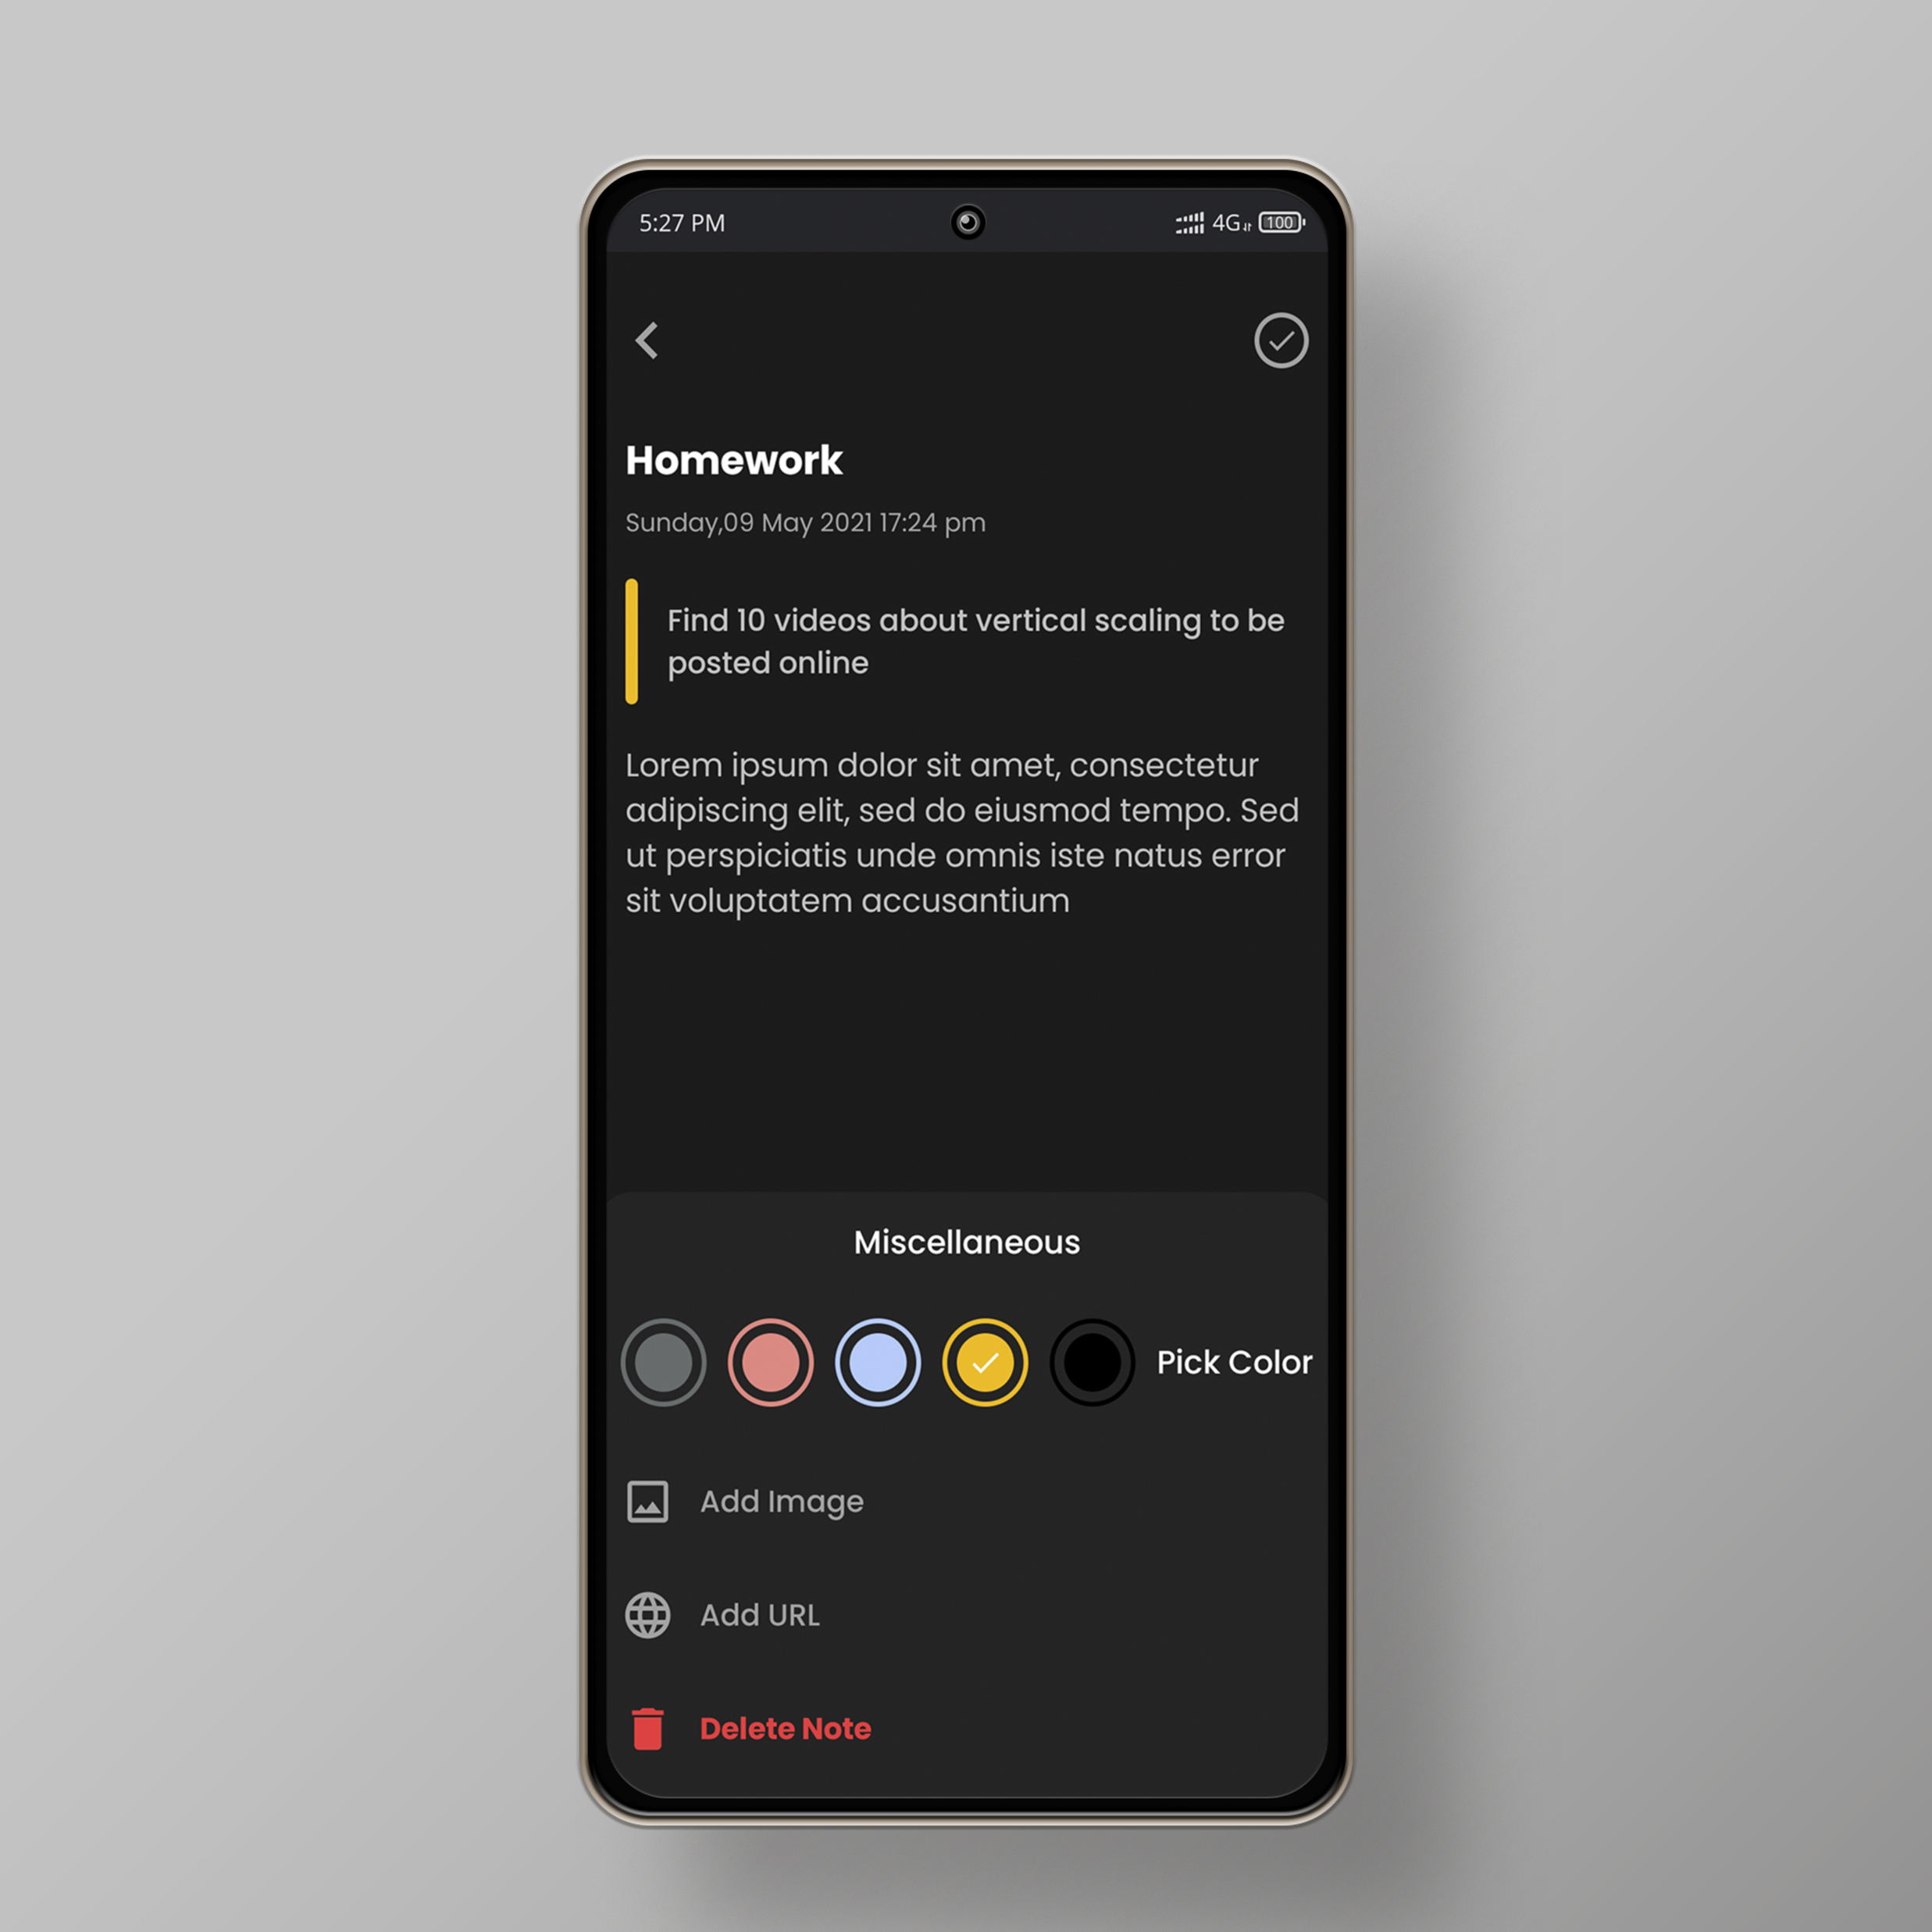 5:27 PM
4G
100
Homework
Sunday,09 May 2021 17:24 pm
Find 10 videos about vertical scaling to be
posted online
Lorem ipsum dolor sit amet, consectetur
adipiscing elit, sed do eiusmod tempo. Sed
ut perspiciatis unde omnis iste natus error
sit voluptatem accusantium
Miscellaneous
Pick Color
Add Image
Add URL
Delete Note